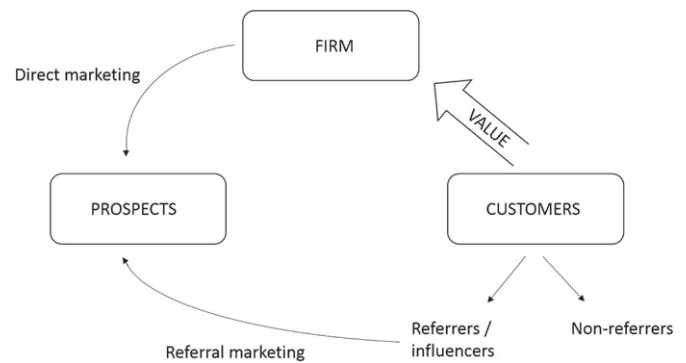 FIRM
Direct marketing
VALUE
PROSPECTS
CUSTOMERS
Referrers /
influencers
Non-referrers
Referral marketing